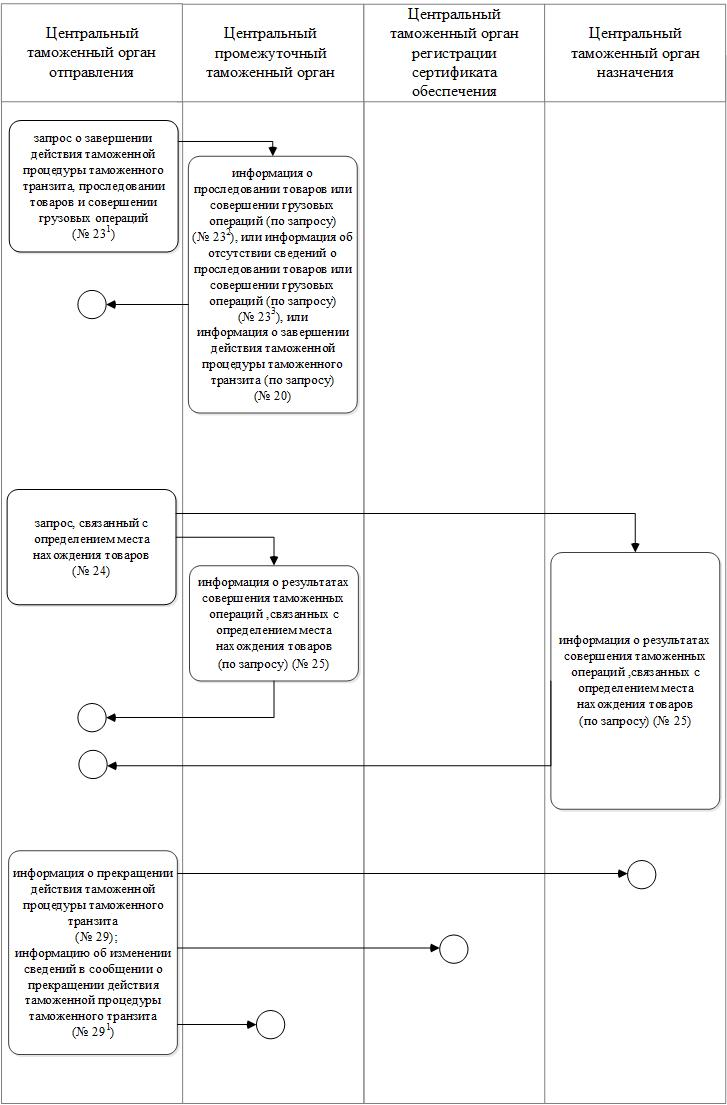 Центральный
таможенный орган
отправления
Центральный
промежуточный
таможенный орган
Центральный
таможенный орган
регистрации
сертификата
обеспечения
Центральный
таможенный орган
назначения
запрос о завершении
действия таможенной
процедуры таможенного
транзита, проследовании
товаров и совершении
грузовых операций
(№ 23¹)
информация о
проследовании товаров или
совершении грузовых
операций (по запросу)
(№ 23²), или информация об
отсутствии сведений о
проследовании товаров или
совершении грузовых
операций (по запросу)
(№ 23³), или
информация о завершении
действия таможенной
процедуры таможенного
транзита (по запросу)
(№ 20)
запрос, связанный с
определением места
нахождения товаров
(№ 24)
информация о результатах
совершения таможенных
операций ,связанных с
определением места
нахождения товаров
(по запросу) (№ 25)
информация о результатах
совершения таможенных
операций ,связанных с
определением места
нахождения товаров
(по запросу) (№ 25)
информация о прекращении
действия таможенной
процедуры таможенного
транзита
(№ 29);
информацию об изменении
сведений в сообщении о
прекращении действия
таможенной процедуры
таможенного транзита
(№ 29¹)